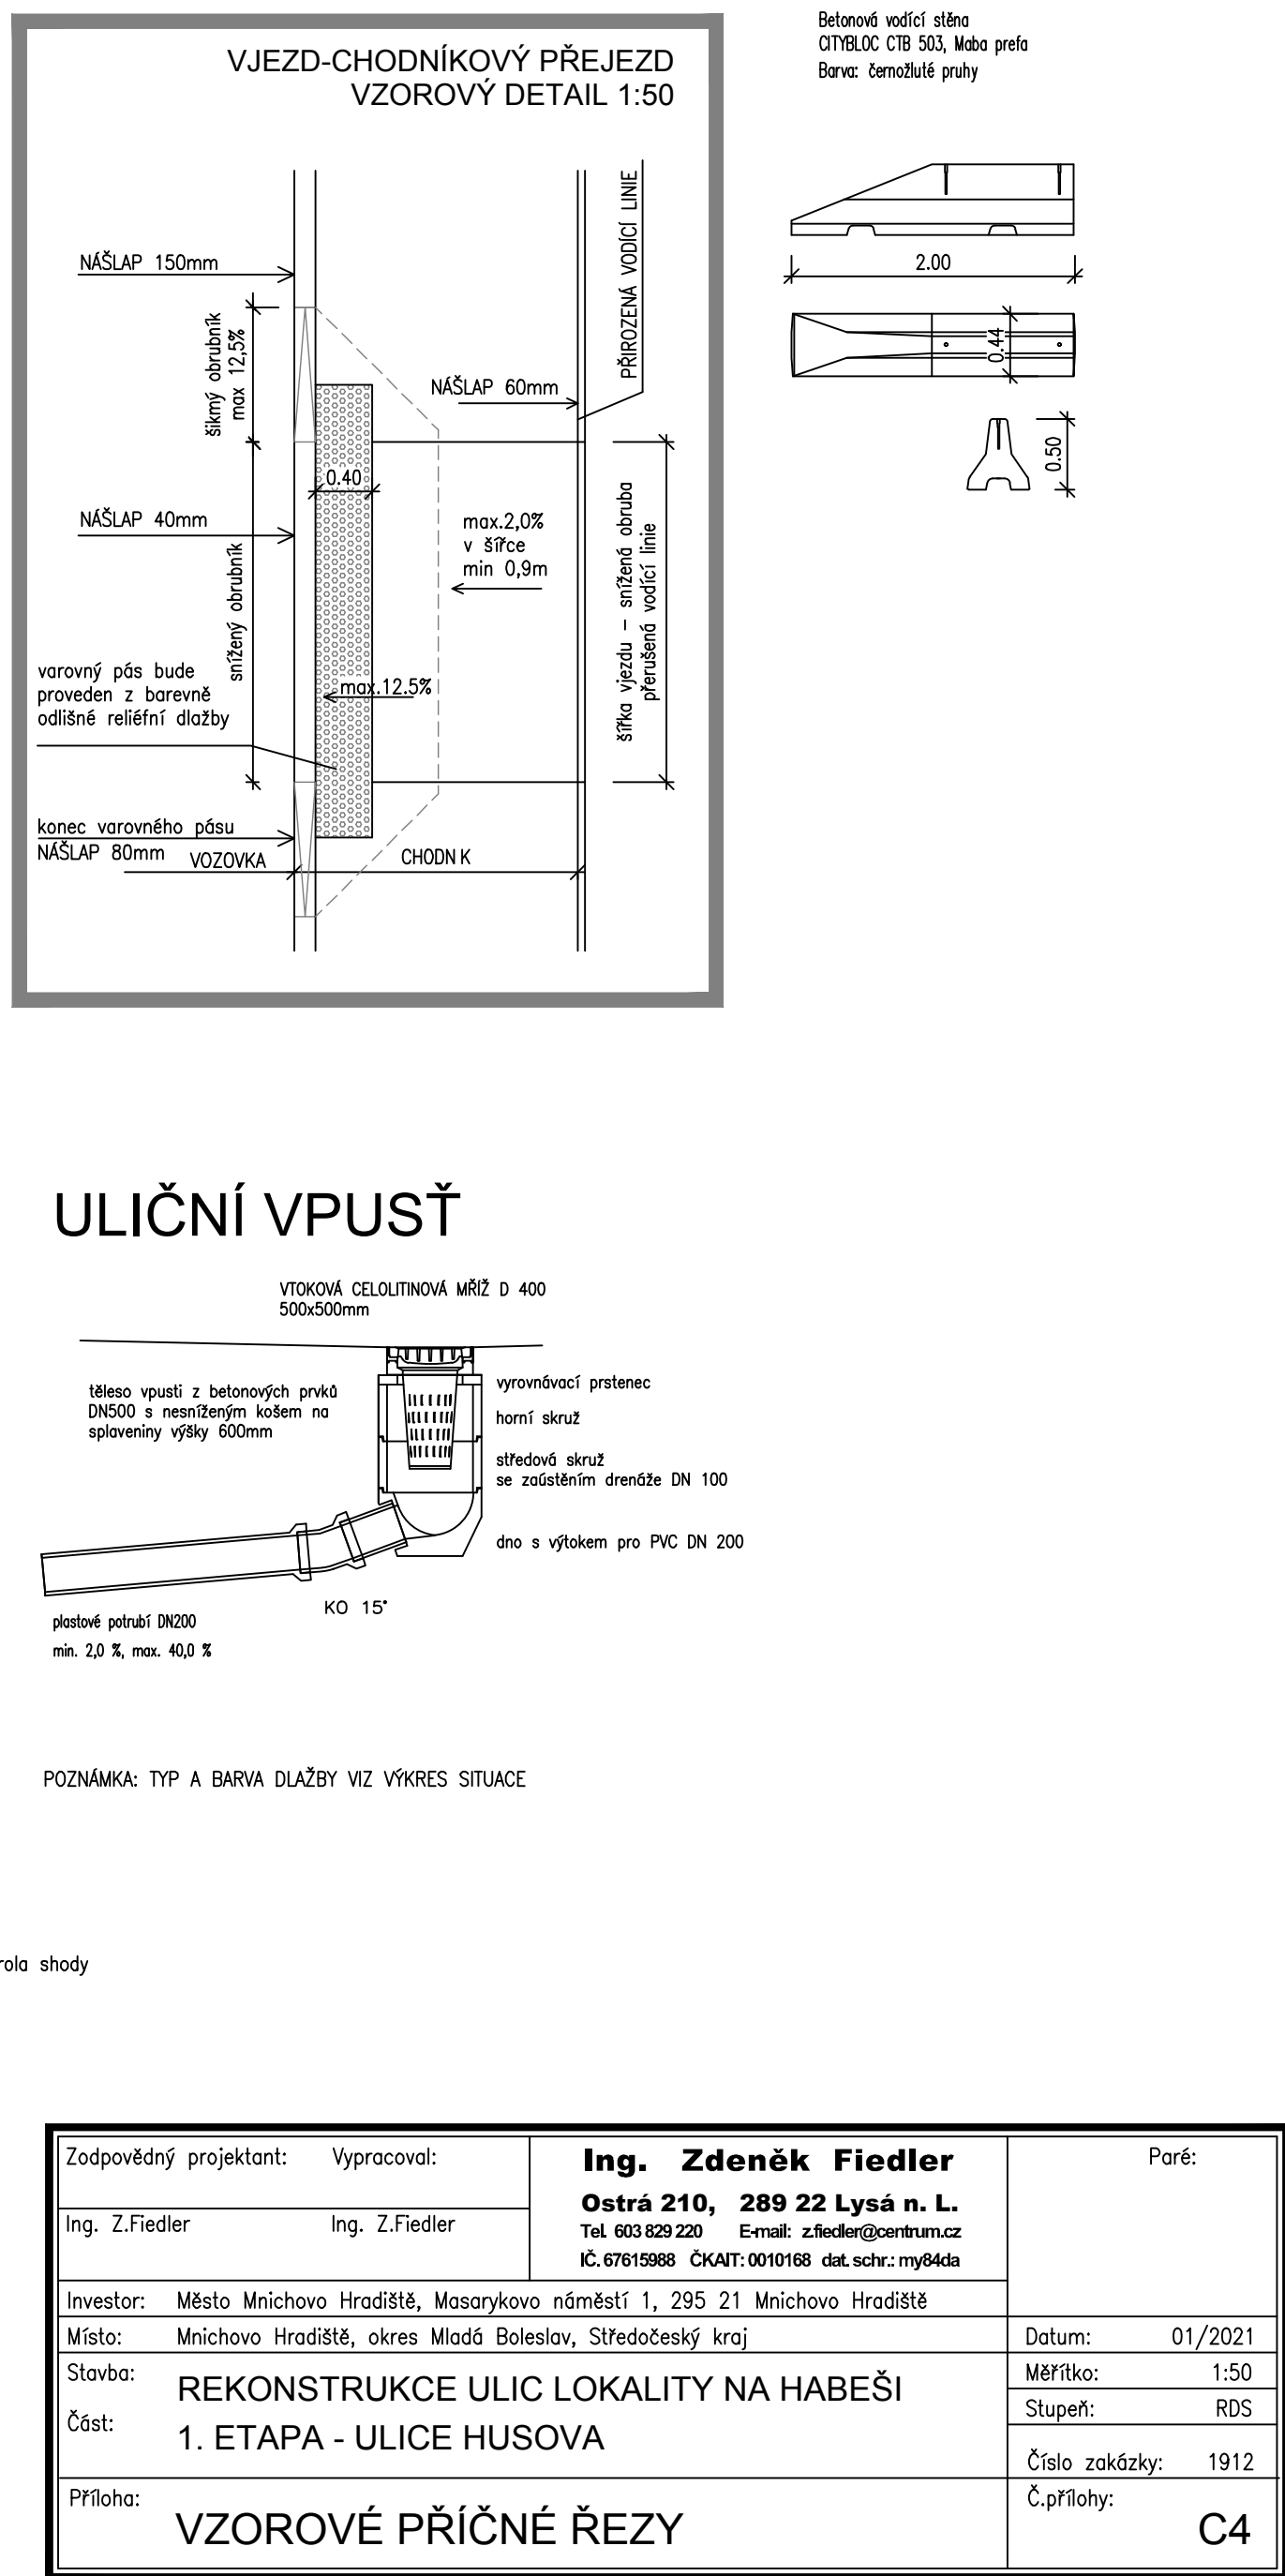 VJEZD-CHODNÍKOVÝ PŘEJEZD
VZOROVÝ DETAIL 1:50
NÁŠLAP 150mm
šikmý obrubník
max 12,5%
PŘIROZENÁ VODÍCÍ LINIE
NÁŠLAP 60mm
0.40
NÁŠLAP 40mm
max.2,0%
v šířce
min 0,9m
snížený obrubník
šířka vjezdu – snížená obruba
přerušená vodící linie
varovný pás bude
proveden z barevně
odlišné reliéfní dlažby
max.12.5%
konec varovného pásu
NÁŠLAP 80mm
VOZOVKA
CHODN K
Betonová vodící stěna
CITYBLOC CTB 503, Maba prefa
Barva: černožluté pruhy
2.00
0.44
0.50
ULIČNÍ VPUSŤ
VTOKOVÁ CELOLITINOVÁ MŘÍŽ D 400
500x500mm
těleso vpusti z betonových prvků
DN500 s nesníženým košem na
splaveniny výšky 600mm
vyrovnávací prstenec
horní skruž
středová skruž
se zaústěním drenáže DN 100
dno s výtokem pro PVC DN 200
KO 15°
plastové potrubí DN200
min. 2,0 %, max. 40,0 %
POZNÁMKA: TYP A BARVA DLAŽBY VIZ VÝKRES SITUACE
rola shody
Zodpovědný projektant: Vypracoval:
Ing. Z.Fiedler Ing. Z.Fiedler
Ing. Zdeněk Fiedler
Ostrá 210, 289 22 Lysá n. L.
Tel. 603 829 220 E-mail: z.fiedler@centrum.cz
IČ. 67615988 ČKAIT: 0010168 dat. schr.: my84da
Paré:
Investor: Město Mnichovo Hradiště, Masarykovo náměstí 1, 295 21 Mnichovo Hradiště
Místo: Mnichovo Hradiště, okres Mladá Boleslav, Středočeský kraj
Datum: 01/2021
Stavba: REKONSTRUKCE ULIC LOKALITY NA HABEŠI
Měřítko: 1:50
Stupeň: RDS
Část: 1. ETAPA - ULICE HUSOVA
Číslo zakázky: 1912
Příloha: VZOROVÉ PŘÍČNÉ ŘEZY
Č.přílohy: C4